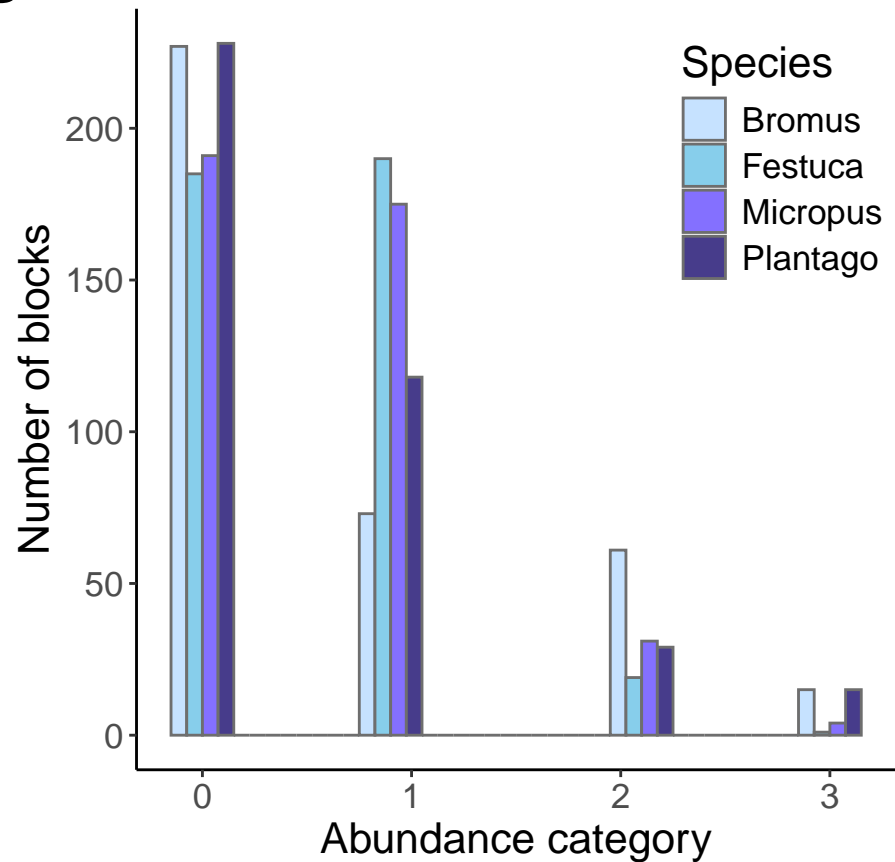 Species
Bromus
Festuca
Micropus
Plantago
Number of blocks
200
150
100
50
0
0 1 2 3
Abundance category